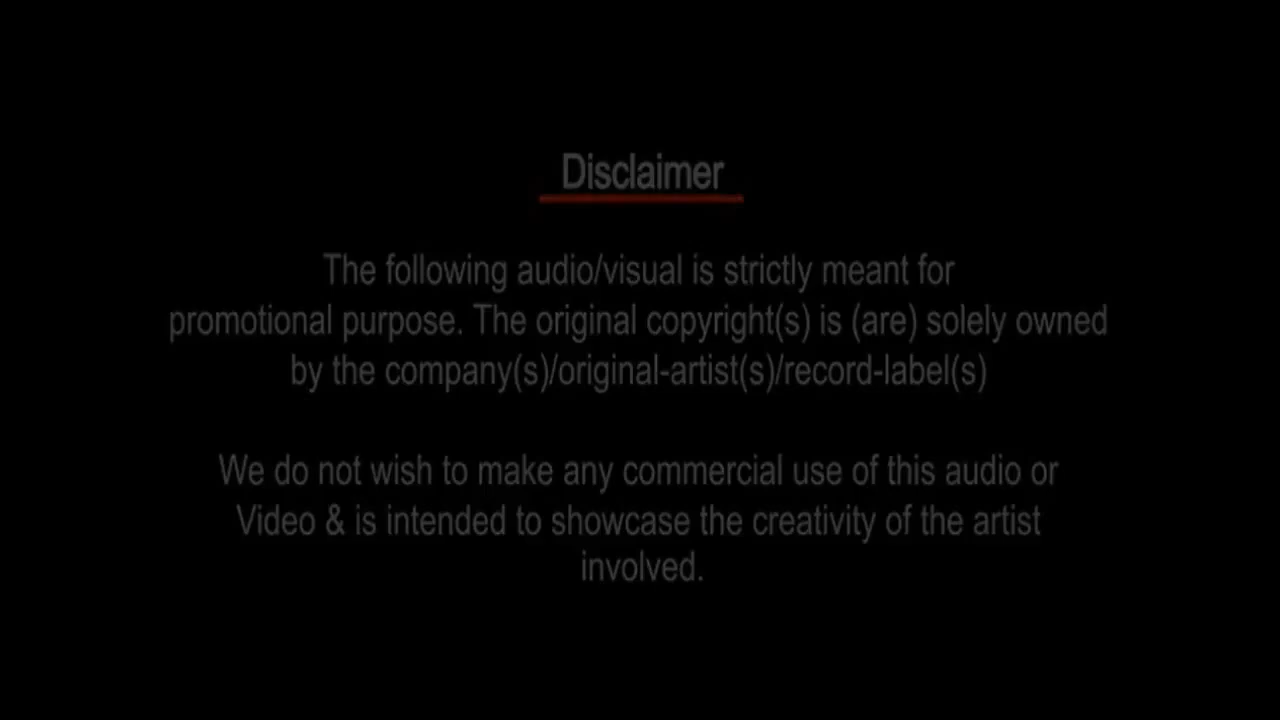 Disclaimer
The following audio/visual is strictly meant for
promotional purpose. The original copyright(s) is (are) solely owned
by the company(s)/original-artist(s)/record-label(s)
We do not wish to make any commercial use of this audio or
Video & is intended to showcase the creativity of the artist
involved.